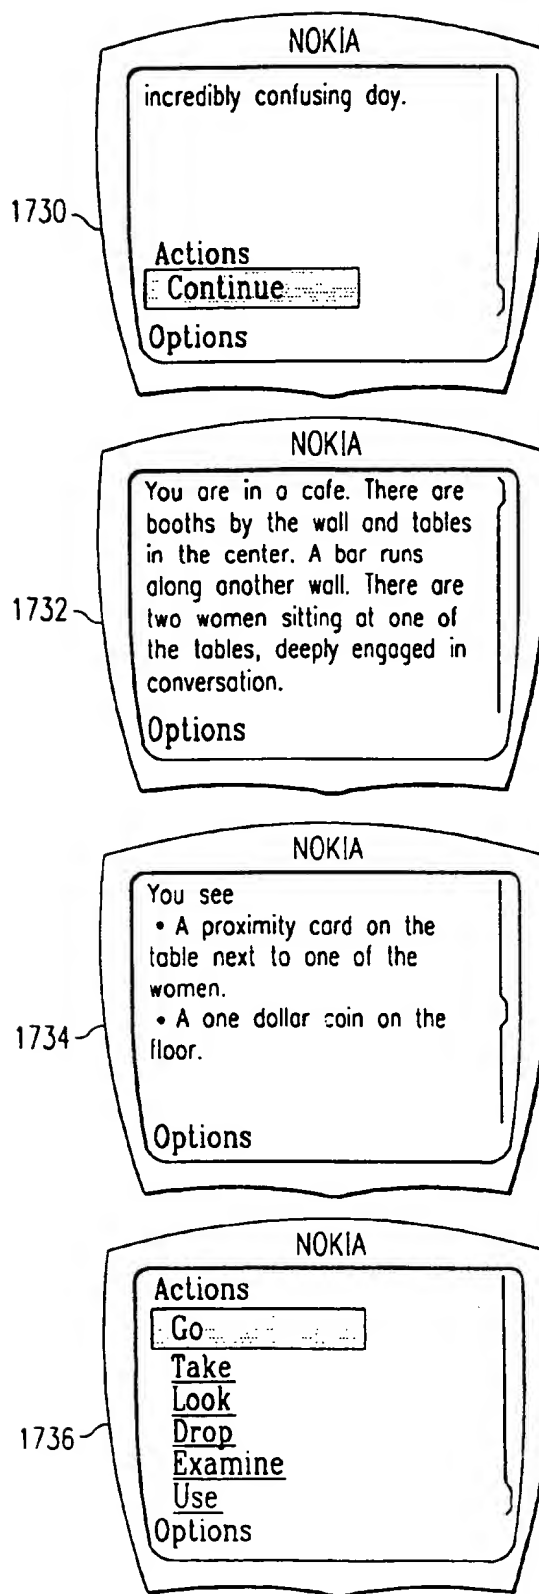 NOKIA
incredibly confusing day.
1730
Actions
Continue
Options
NOKIA
You are in a cafe. There are
booths by the wall and tables
in the center. A bar runs
along another wall. There are
1732
two women sitting at one of
the tables, deeply engaged in
conversation.
Options
NOKIA
You see
• A proximity card on the
table next to one of the
women.
• A one dollar coin on the
1734
floor.
Options
NOKIA
Actions
Go
Take
Look
Drop
1736
Examine
Use
Options